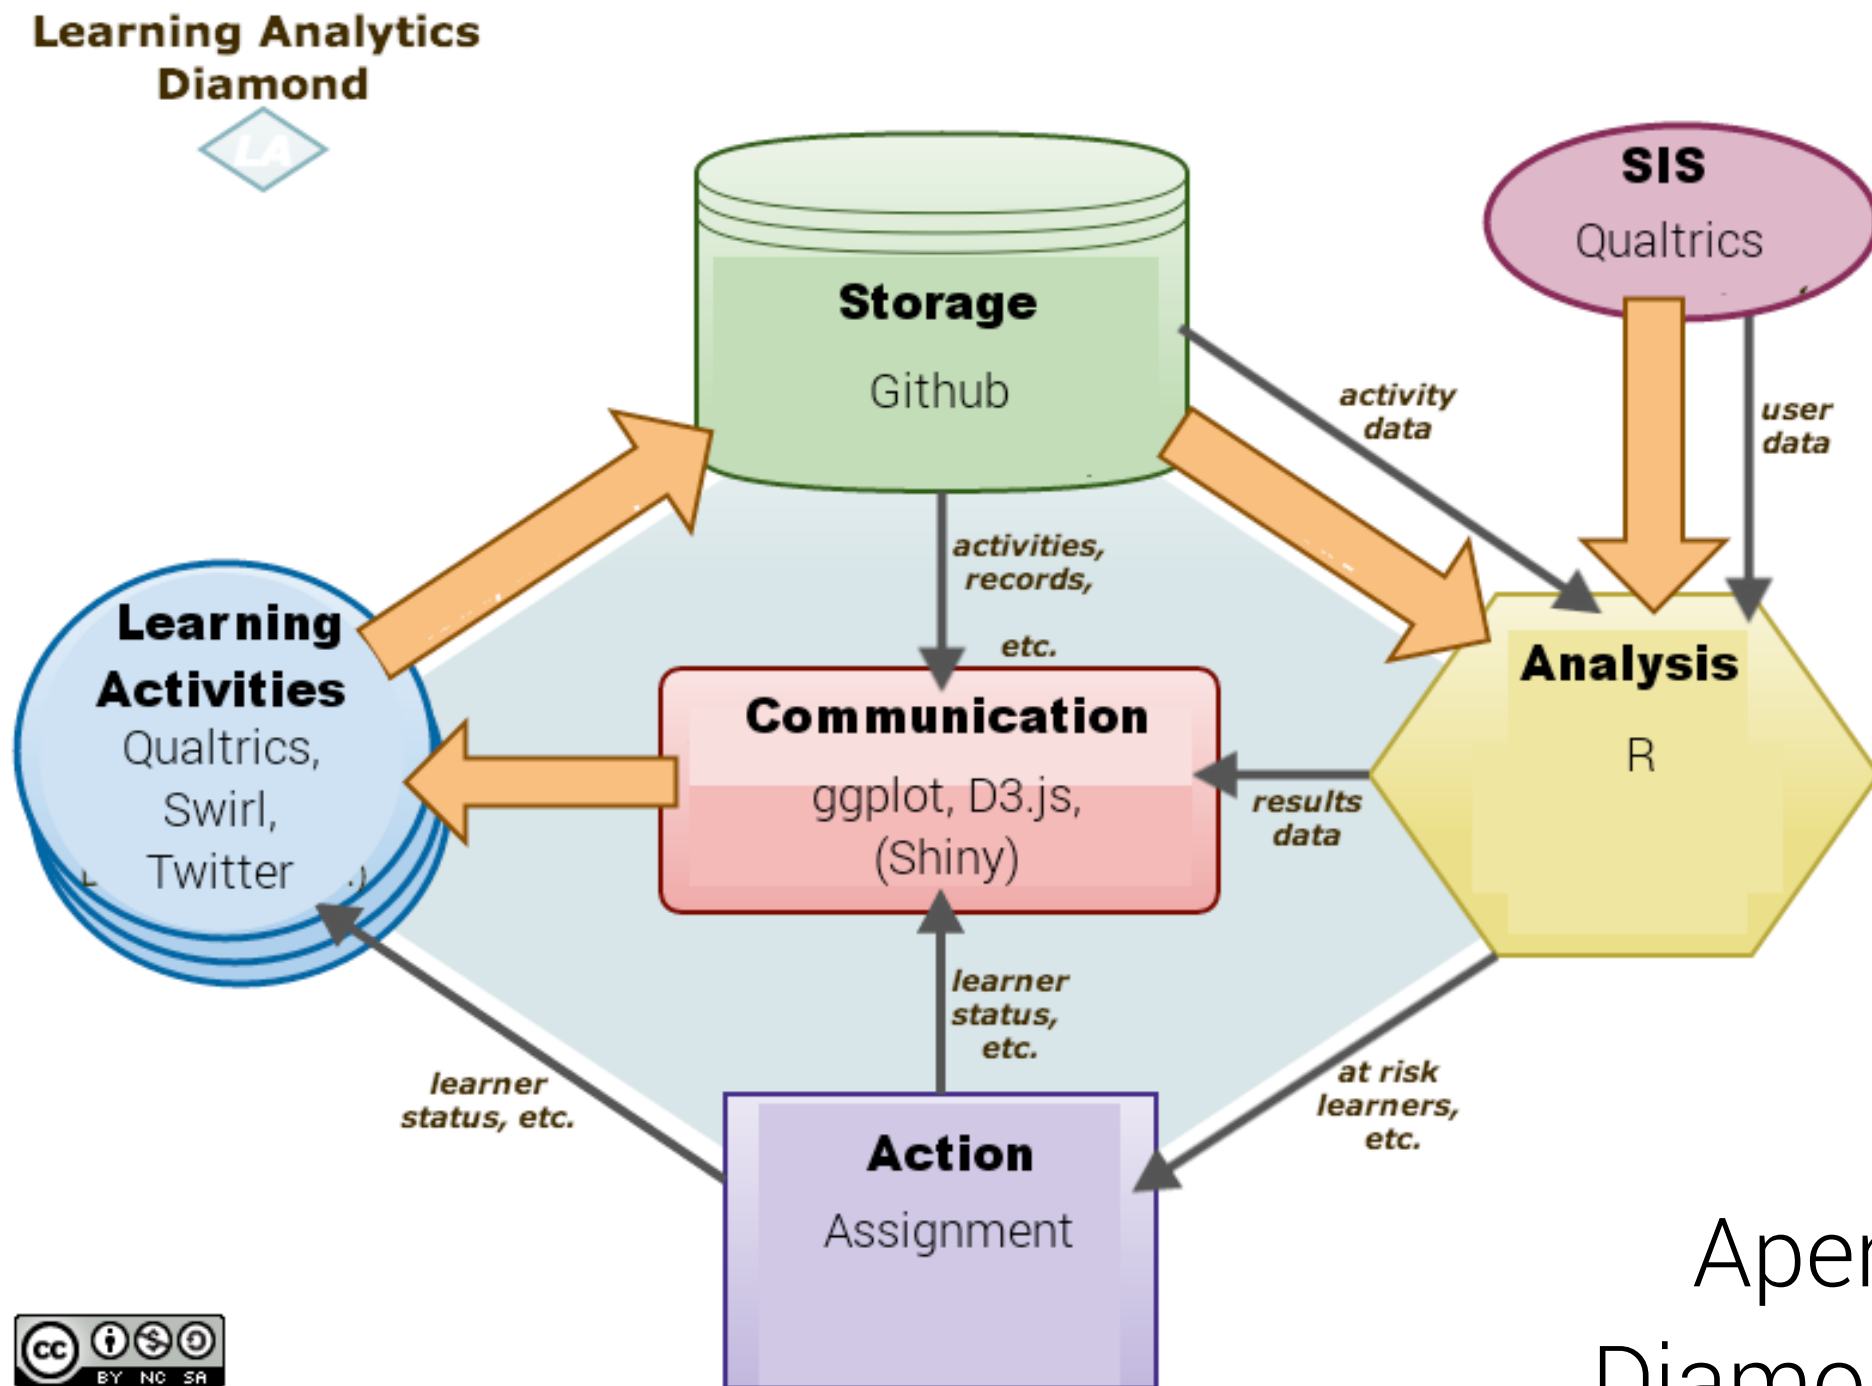 Learning Analytics
Diamond
LA
SIS
Qualtrics
Storage
Github
activity
data
user
data
activities,
records,
etc.
Learning
Activities
Qualtrics,
Swirl,
Twitter
Communication
ggplot, D3.js,
(Shiny)
Analysis
R
results
data
learner
status,
etc.
learner
status, etc.
at risk
learners,
etc.
Action
Assignment
cc
BY NC SA